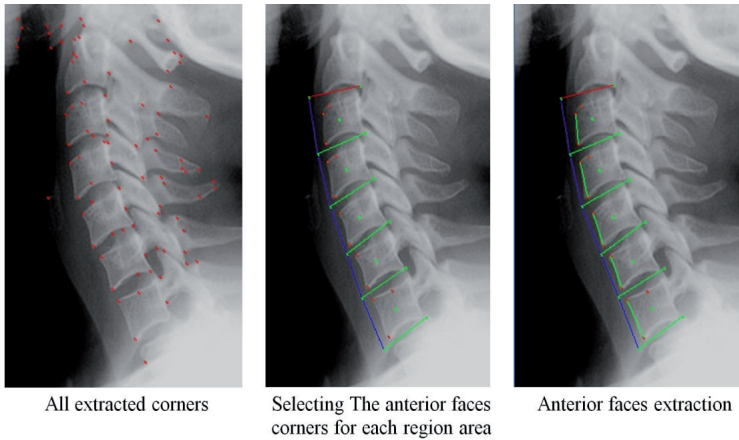 All extracted corners
Selecting The anterior faces
corners for each region area
Anterior faces extraction